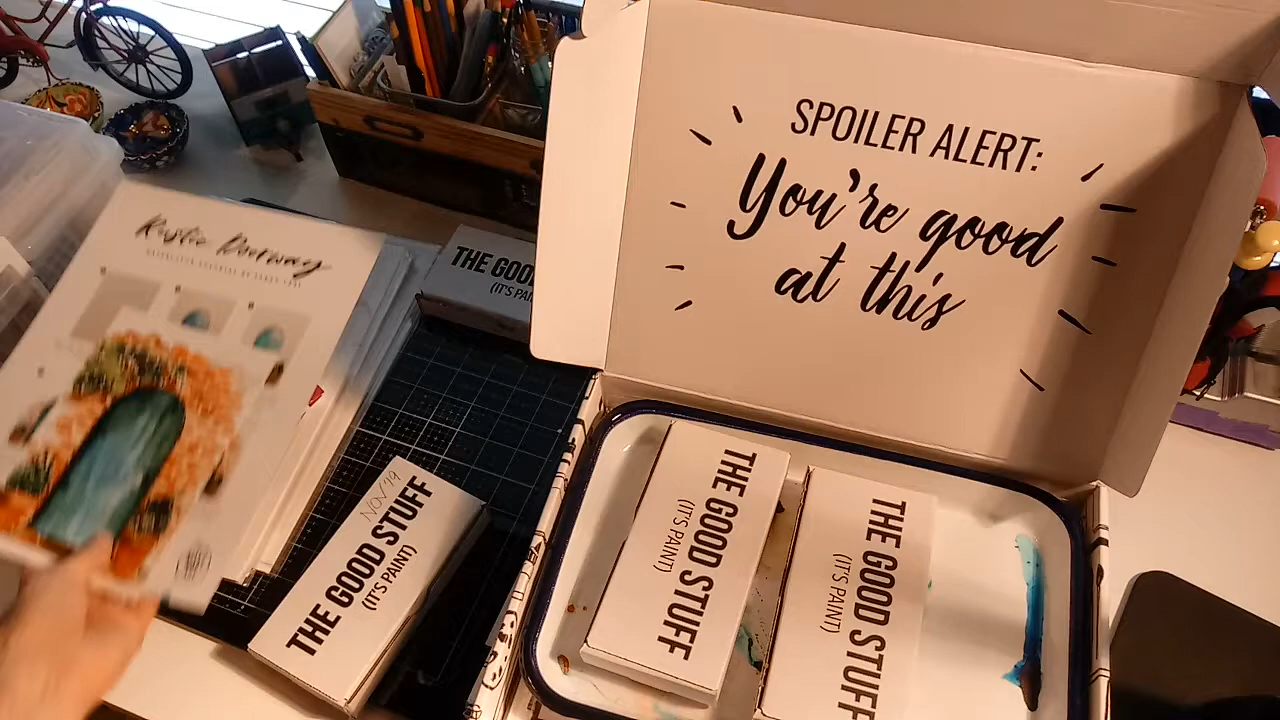 SPOILER ALERT:
You're good
at this
Rustic Doorway
THE GOO
(IT'S PAI
NOV '19
THE GOOD STUFF
(IT'S PAINT)
THE GOOD STUFF
(IT'S PAINT)
THE GOOD STUFF
(IT'S PAINT)